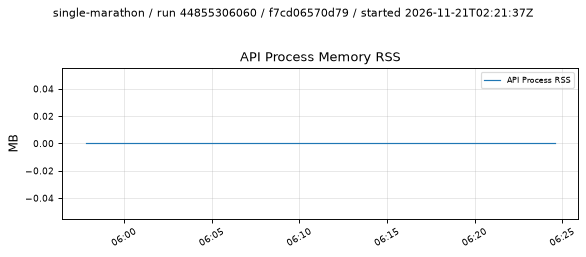 single-marathon / run 44855306060 / f7cd06570d79 / started 2026-11-21T02:21:37Z
API Process Memory RSS
API Process RSS
MB
0.04
0.02
0.00
−0.02
−0.04
06:00
06:05
06:10
06:15
06:20
06:25